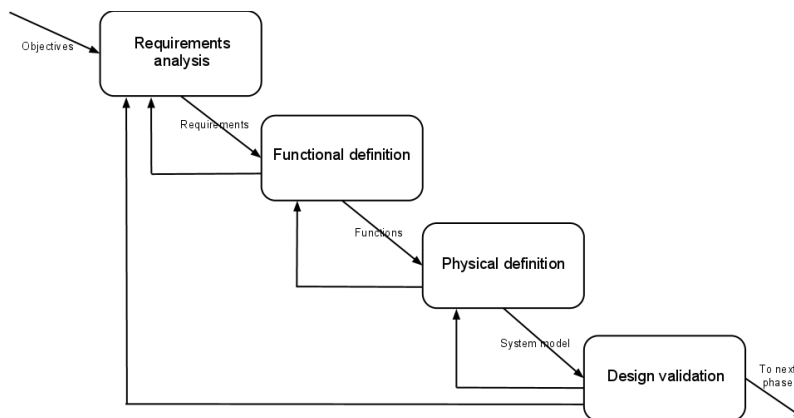 Objectives
Requirements
analysis
Requirements
Functional definition
Functions
Physical definition
System model
Design validation
To next
phase